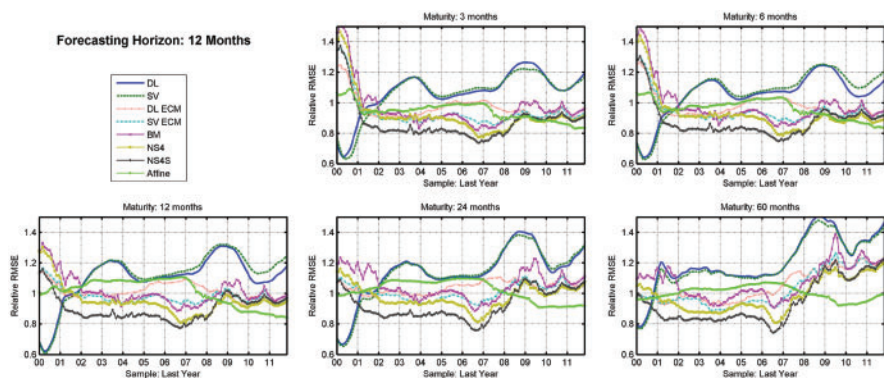 Forecasting Horizon: 12 Months
DL
SV
DL ECM
SV ECM
BM
NS4
NS4S
Affine
Maturity: 3 months
Relative RMSE
1.4
1.2
1
0.8
0.6
00 01 02 03 04 05 06 07 08 09 10 11
Sample: Last Year
Maturity: 6 months
Relative RMSE
1.4
1.2
1
0.8
0.6
00 01 02 03 04 05 06 07 08 09 10 11
Sample: Last Year
Maturity: 12 months
Relative RMSE
1.4
1.2
1
0.8
0.6
00 01 02 03 04 05 06 07 08 09 10 11
Sample: Last Year
Maturity: 24 months
Relative RMSE
1.4
1.2
1
0.8
0.6
00 01 02 03 04 05 06 07 08 09 10 11
Sample: Last Year
Maturity: 60 months
Relative RMSE
1.4
1.2
1
0.8
0.6
00 01 02 03 04 05 06 07 08 09 10 11
Sample: Last Year